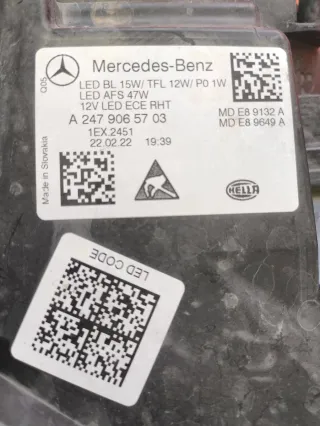 Q05
Mercedes-Benz
LED BL 15W/ TFL 12W/ P0 1W
LED AFS 47W
12V LED ECE RHT
A 247 906 57 03
1EX.2451
22.02.22 19:39
MD E8 9132 A
MD E8 9649 A
Made in Slovakia
HELLA
LED CODE